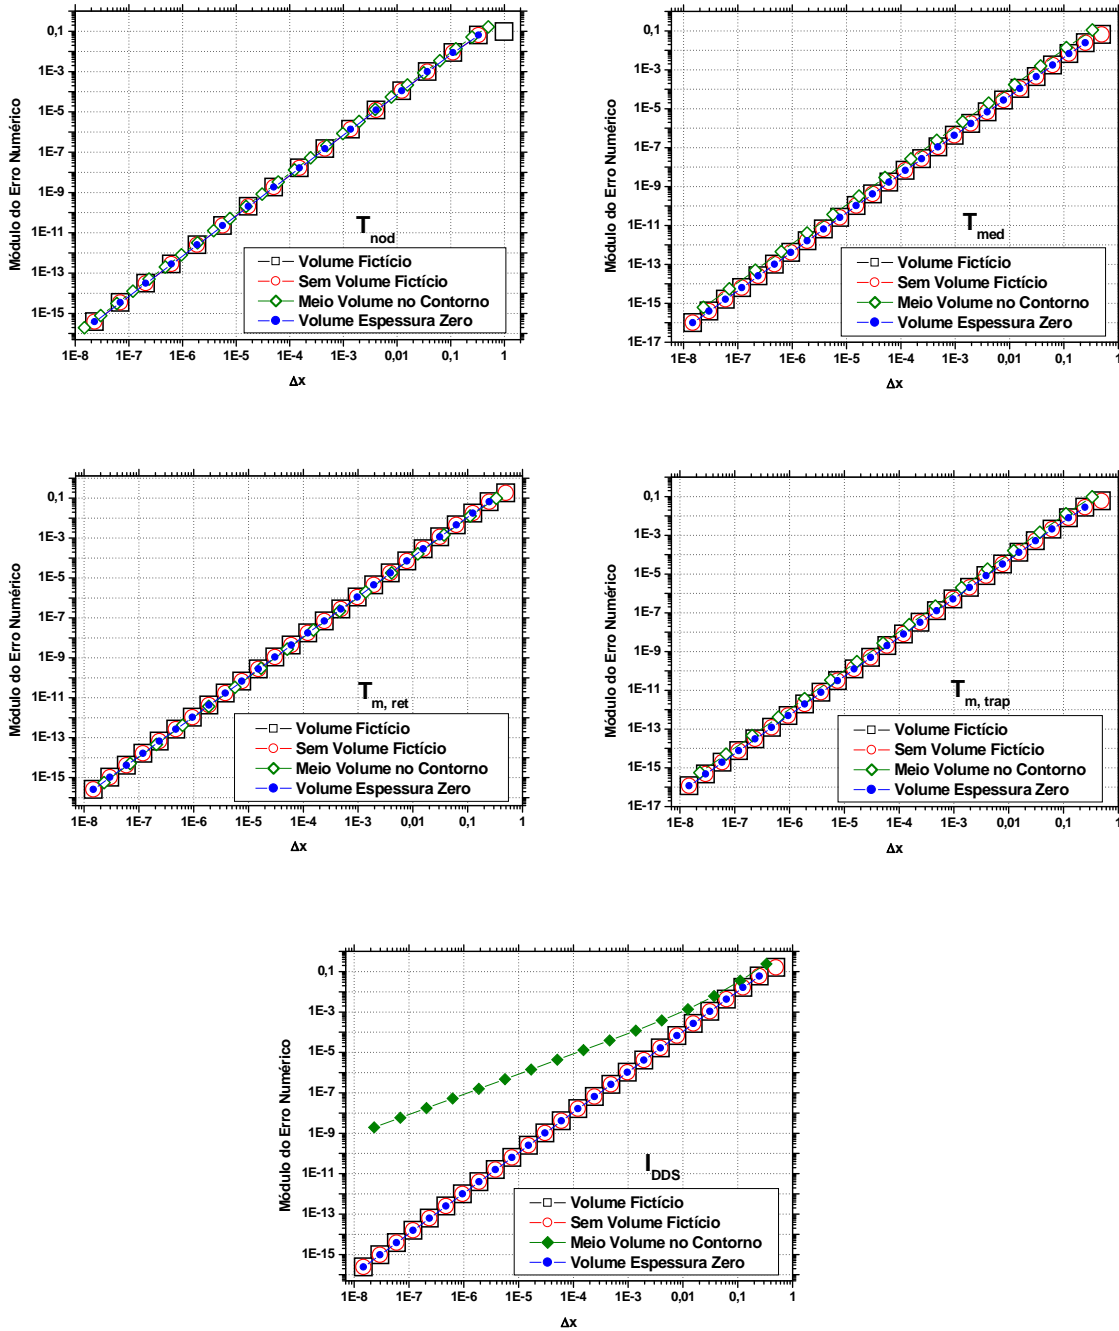 0,1
1E-3
1E-5
1E-7
1E-9
1E-11
1E-13
1E-15
Módulo do Erro Numérico
T nod
Volume Fictício
Sem Volume Fictício
Meio Volume no Contorno
Volume Espessura Zero
1E-8 1E-7 1E-6 1E-5 1E-4 1E-3 0,01 0,1 1
Δx
0,1
1E-3
1E-5
1E-7
1E-9
1E-11
1E-13
1E-15
1E-17
Módulo do Erro Numérico
T med
Volume Fictício
Sem Volume Fictício
Meio Volume no Contorno
Volume Espessura Zero
1E-8 1E-7 1E-6 1E-5 1E-4 1E-3 0,01 0,1 1
Δx
0,1
1E-3
1E-5
1E-7
1E-9
1E-11
1E-13
1E-15
Módulo do Erro Numérico
T m, ret
Volume Fictício
Sem Volume Fictício
Meio Volume no Contorno
Volume Espessura Zero
1E-8 1E-7 1E-6 1E-5 1E-4 1E-3 0,01 0,1 1
Δx
0,1
1E-3
1E-5
1E-7
1E-9
1E-11
1E-13
1E-15
1E-17
Módulo do Erro Numérico
T m, trap
Volume Fictício
Sem Volume Fictício
Meio Volume no Contorno
Volume Espessura Zero
1E-8 1E-7 1E-6 1E-5 1E-4 1E-3 0,01 0,1 1
Δx
0,1
1E-3
1E-5
1E-7
1E-9
1E-11
1E-13
1E-15
Módulo do Erro Numérico
I DDS
Volume Fictício
Sem Volume Fictício
Meio Volume no Contorno
Volume Espessura Zero
1E-8 1E-7 1E-6 1E-5 1E-4 1E-3 0,01 0,1 1
Δx